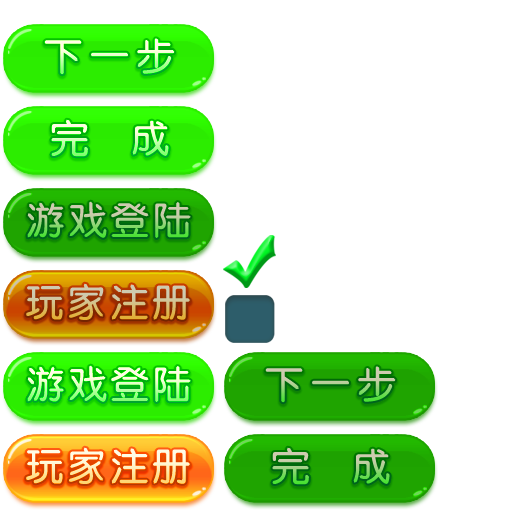 下一步
完 成
游戏登陆
玩家注册
游戏登陆
下一步
玩家注册
完 成